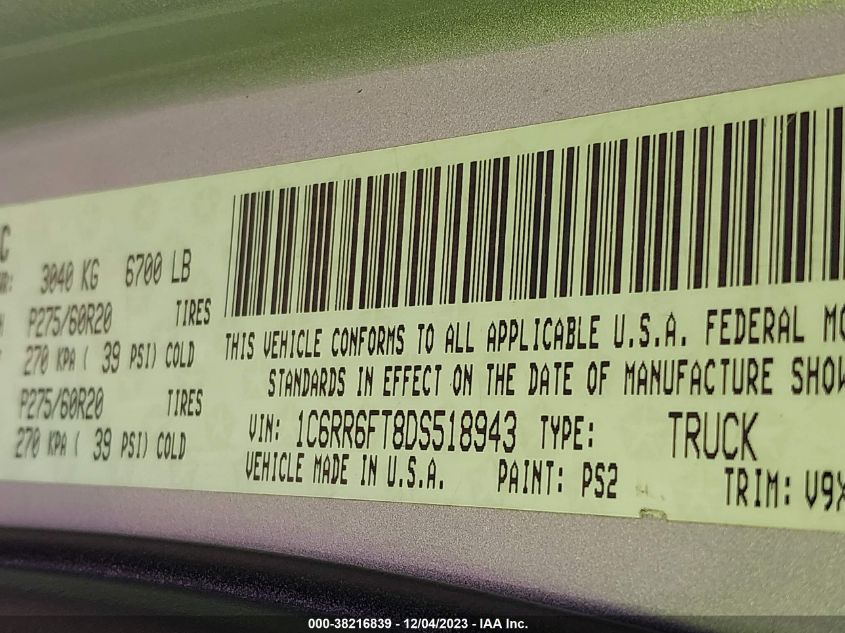 3040 KG 6700 LB
P275/60R20 TIRES
270 KPA ( 39 PSI) COLD
P275/60R20 TIRES
270 KPA ( 39 PSI) COLD
THIS VEHICLE CONFORMS TO ALL APPLICABLE U.S.A. FEDERAL MO
STANDARDS IN EFFECT ON THE DATE OF MANUFACTURE SHOW
VIN: 1C6RR6FT8DS518943 TYPE: TRUCK
VEHICLE MADE IN U.S.A. PAINT: PS2 TRIM: V9X
000-38216839 - 12/04/2023 - IAA Inc.